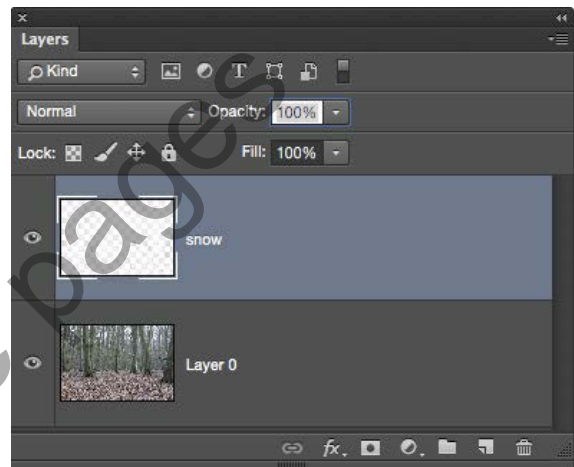 Layers
Kind
Normal Opacity: 100%
Lock: Fill: 100%
snow
Layer 0
fx.
pages